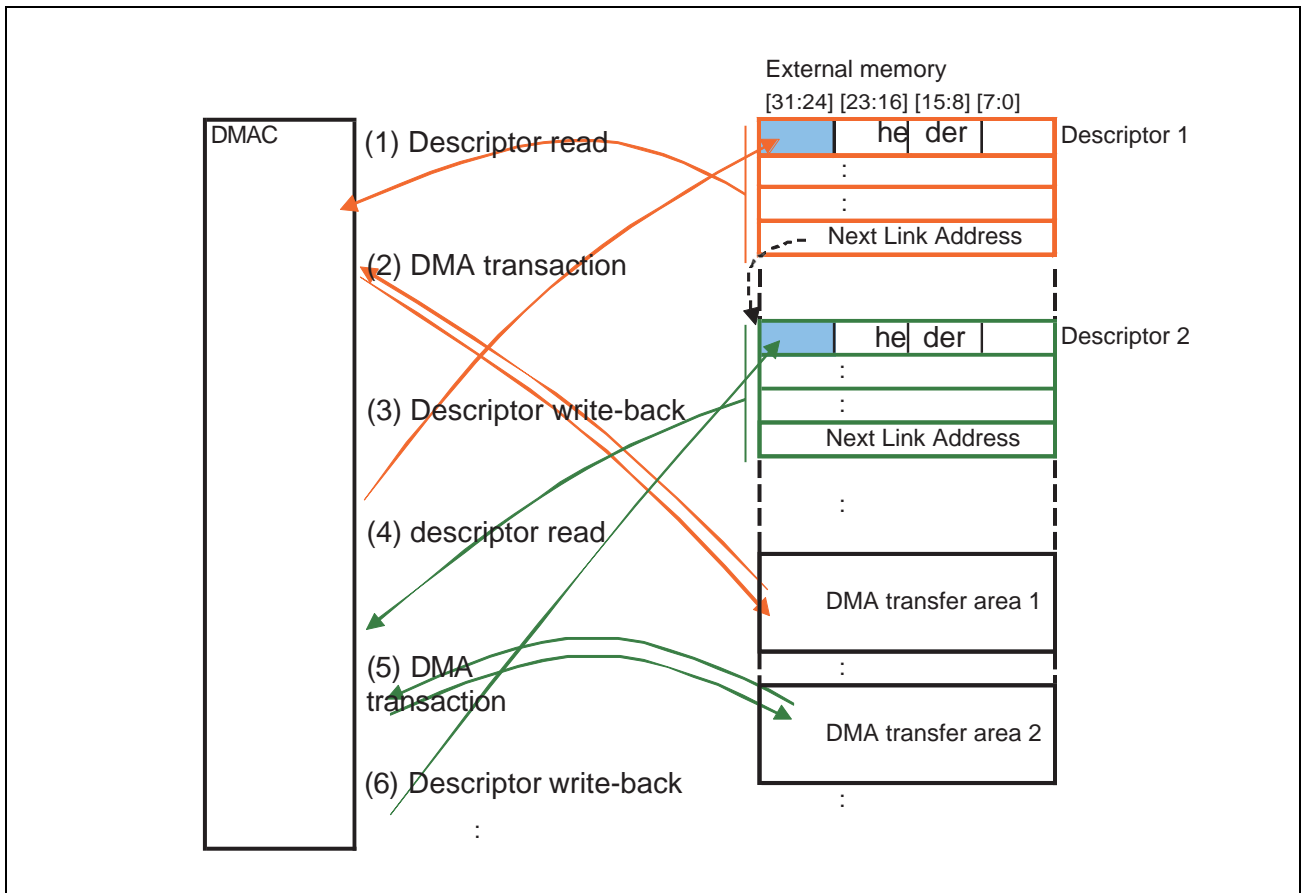 External memory
[31:24] [23:16] [15:8] [7:0]
DMAC
(1) Descriptor read
he der
Descriptor 1
:
:
Next Link Address
(2) DMA transaction
he der
Descriptor 2
:
:
(3) Descriptor write-back
Next Link Address
:
(4) descriptor read
DMA transfer area 1
(5) DMA
transaction
:
DMA transfer area 2
(6) Descriptor write-back
:
: